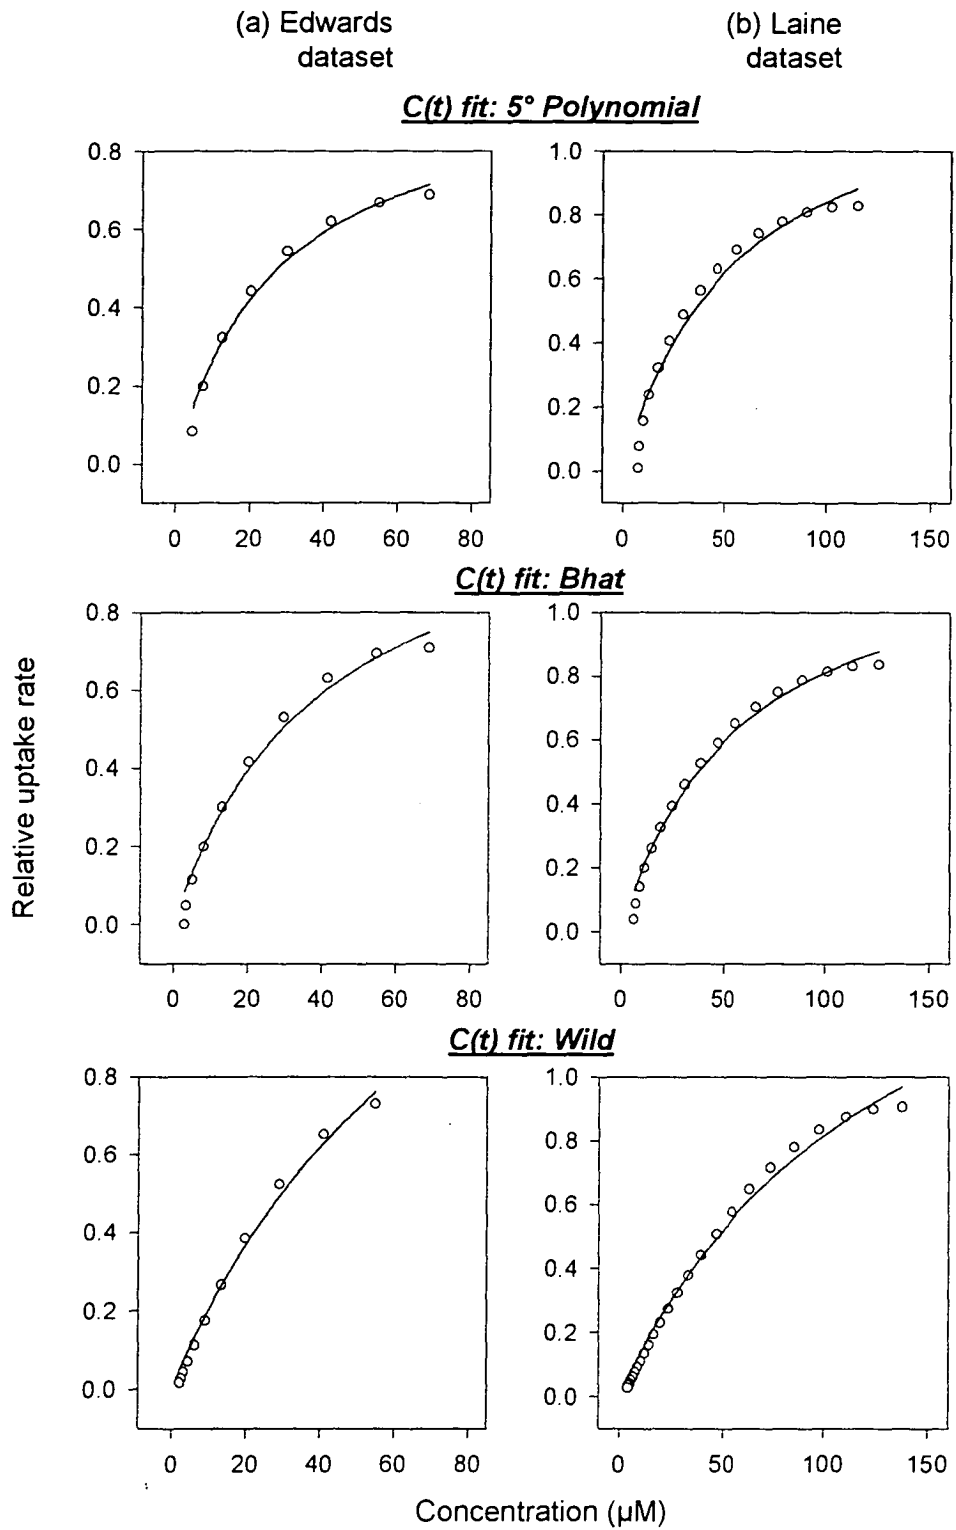 (a) Edwards dataset
(b) Laine dataset
C(t) fit: 5° Polynomial
0.8
0.6
0.4
0.2
0.0
0 20 40 60 80
1.0
0.8
0.6
0.4
0.2
0.0
0 50 100 150
C(t) fit: Bhat
0.8
0.6
0.4
0.2
0.0
0 20 40 60 80
1.0
0.8
0.6
0.4
0.2
0.0
0 50 100 150
C(t) fit: Wild
0.8
0.6
0.4
0.2
0.0
0 20 40 60 80
1.0
0.8
0.6
0.4
0.2
0.0
0 50 100 150
Relative uptake rate
Concentration (µM)